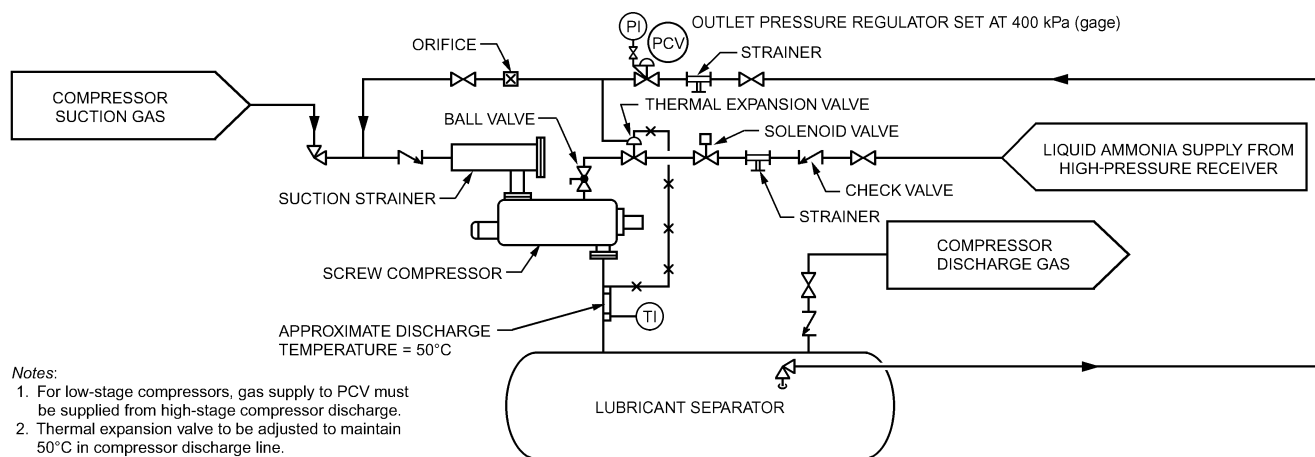 PI
PCV
OUTLET PRESSURE REGULATOR SET AT 400 kPa (gage)
ORIFICE
STRAINER
COMPRESSOR
SUCTION GAS
THERMAL EXPANSION VALVE
BALL VALVE
SOLENOID VALVE
LIQUID AMMONIA SUPPLY FROM
HIGH-PRESSURE RECEIVER
SUCTION STRAINER
CHECK VALVE
STRAINER
COMPRESSOR
DISCHARGE GAS
SCREW COMPRESSOR
TI
APPROXIMATE DISCHARGE
TEMPERATURE = 50°C
Notes:
1. For low-stage compressors, gas supply to PCV must
be supplied from high-stage compressor discharge.
2. Thermal expansion valve to be adjusted to maintain
50°C in compressor discharge line.
LUBRICANT SEPARATOR